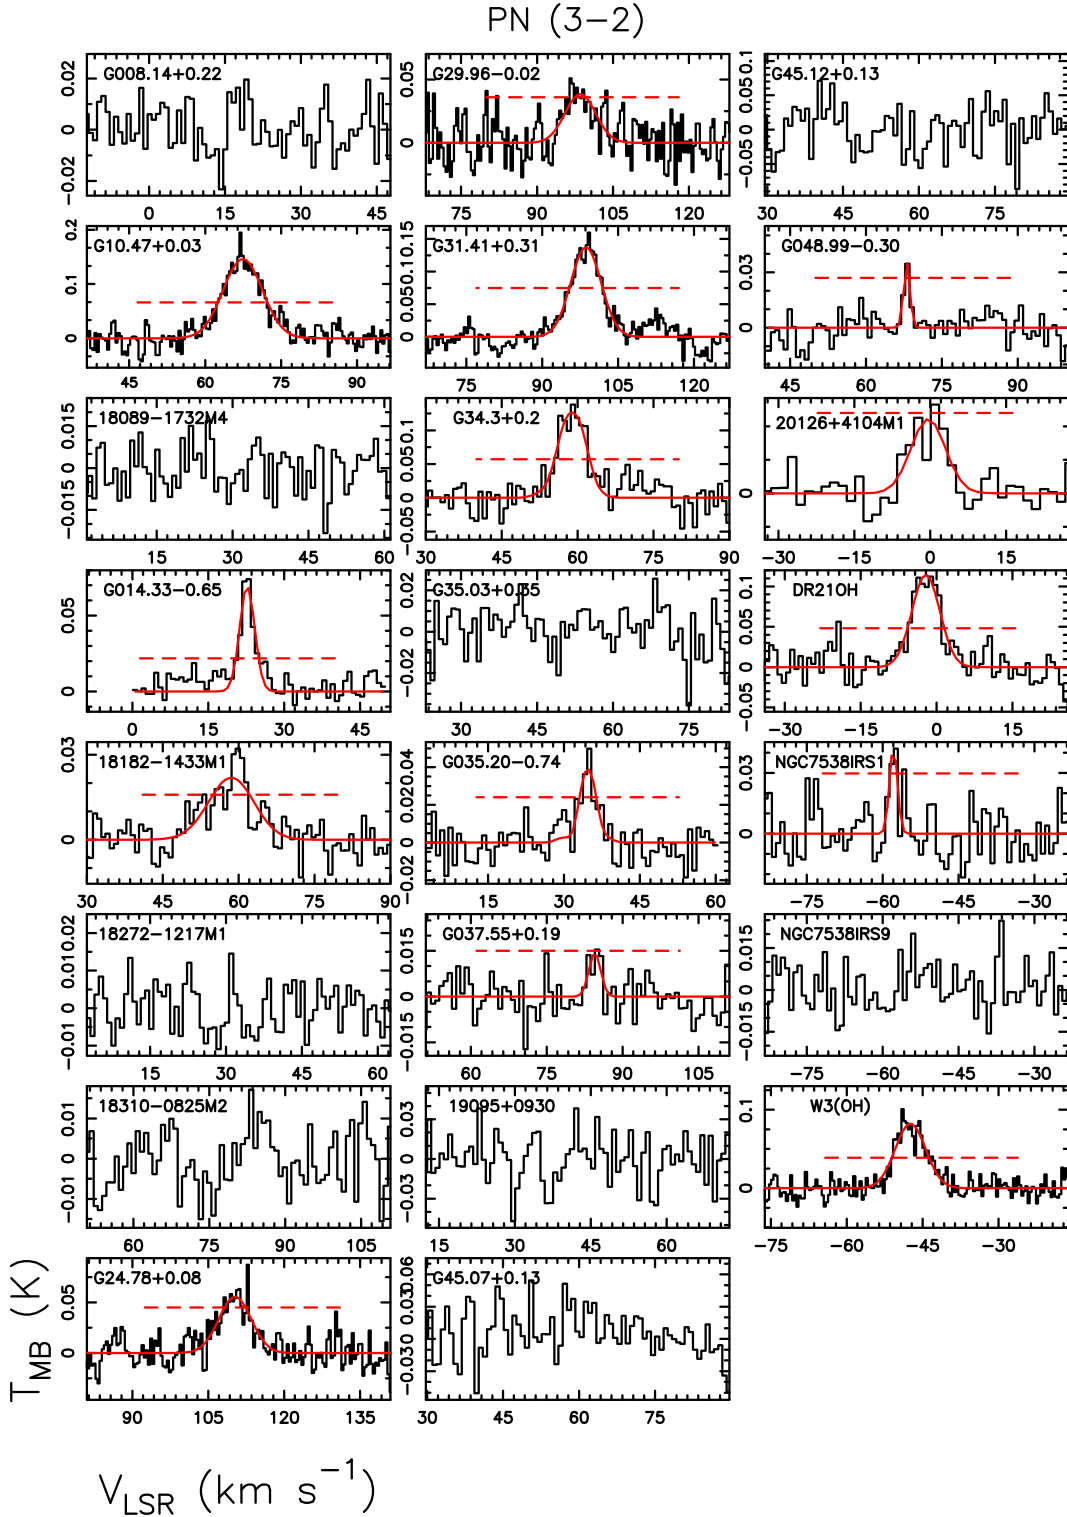 PN (3−2)
G008.14+0.22
0.02
0
−0.02
0 15 30 45
G29.96−0.02
0.05
0
75 90 105 120
G45.12+0.13
0.1
0.05
0
−0.05
30 45 60 75
G10.47+0.03
0.2
0.1
0
45 60 75 90
G31.41+0.31
0.15
0.1
0.05
0
75 90 105 120
G048.99−0.30
0.03
0
45 60 75 90
18089−1732M4
0.015
0
−0.015
15 30 45 60
G34.3+0.2
0.1
0.05
0
−0.05
30 45 60 75 90
20126+4104M1
0
−30 −15 0 15
G014.33−0.65
0.05
0
0 15 30 45
G35.03+0.35
0.02
0
−0.02
30 45 60 75
DR21OH
0.1
0.05
0
−0.05
−30 −15 0 15
18182−1433M1
0.03
0
30 45 60 75 90
G035.20−0.74
0.04
0.02
0
−0.02
15 30 45 60
NGC7538IRS1
0.03
0
−75 −60 −45 −30
18272−1217M1
0.02
0.01
0
−0.01
15 30 45 60
G037.55+0.19
0.015
0
−0.015
60 75 90 105
NGC7538IRS9
0.015
0
−0.015
−75 −60 −45 −30
18310−0825M2
0.01
0
−0.01
60 75 90 105
19095+0930
0.03
0
−0.03
15 30 45 60
W3(OH)
0.1
0
−75 −60 −45 −30
G24.78+0.08
0.05
0
90 105 120 135
G45.07+0.13
0.06
0.03
0
−0.03
30 45 60 75
T_MB (K)
V_LSR (km s^−1)